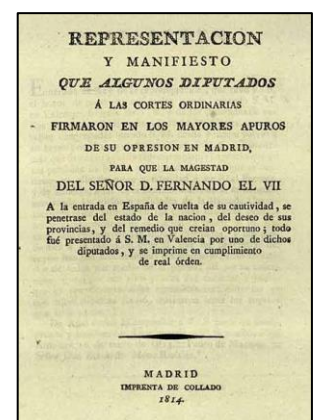 REPRESENTACION
Y MANIFIESTO
QUE ALGUNOS DIPUTADOS
Á LAS CORTES ORDINARIAS
FIRMARON EN LOS MAYORES APUROS
DE SU OPRESION EN MADRID,
PARA QUE LA MAGESTAD
DEL SEÑOR D. FERNANDO EL VII
A la entrada en España de vuelta de su cautividad, se
penetrase del estado de la nacion, del deseo de sus
provincias, y del remedio que creian oportuno; todo
fué presentado á S. M. en Valencia por uno de dichos
diputados, y se imprime en cumplimiento
de real órden.
MADRID
IMPRENTA DE COLLADO
1814.